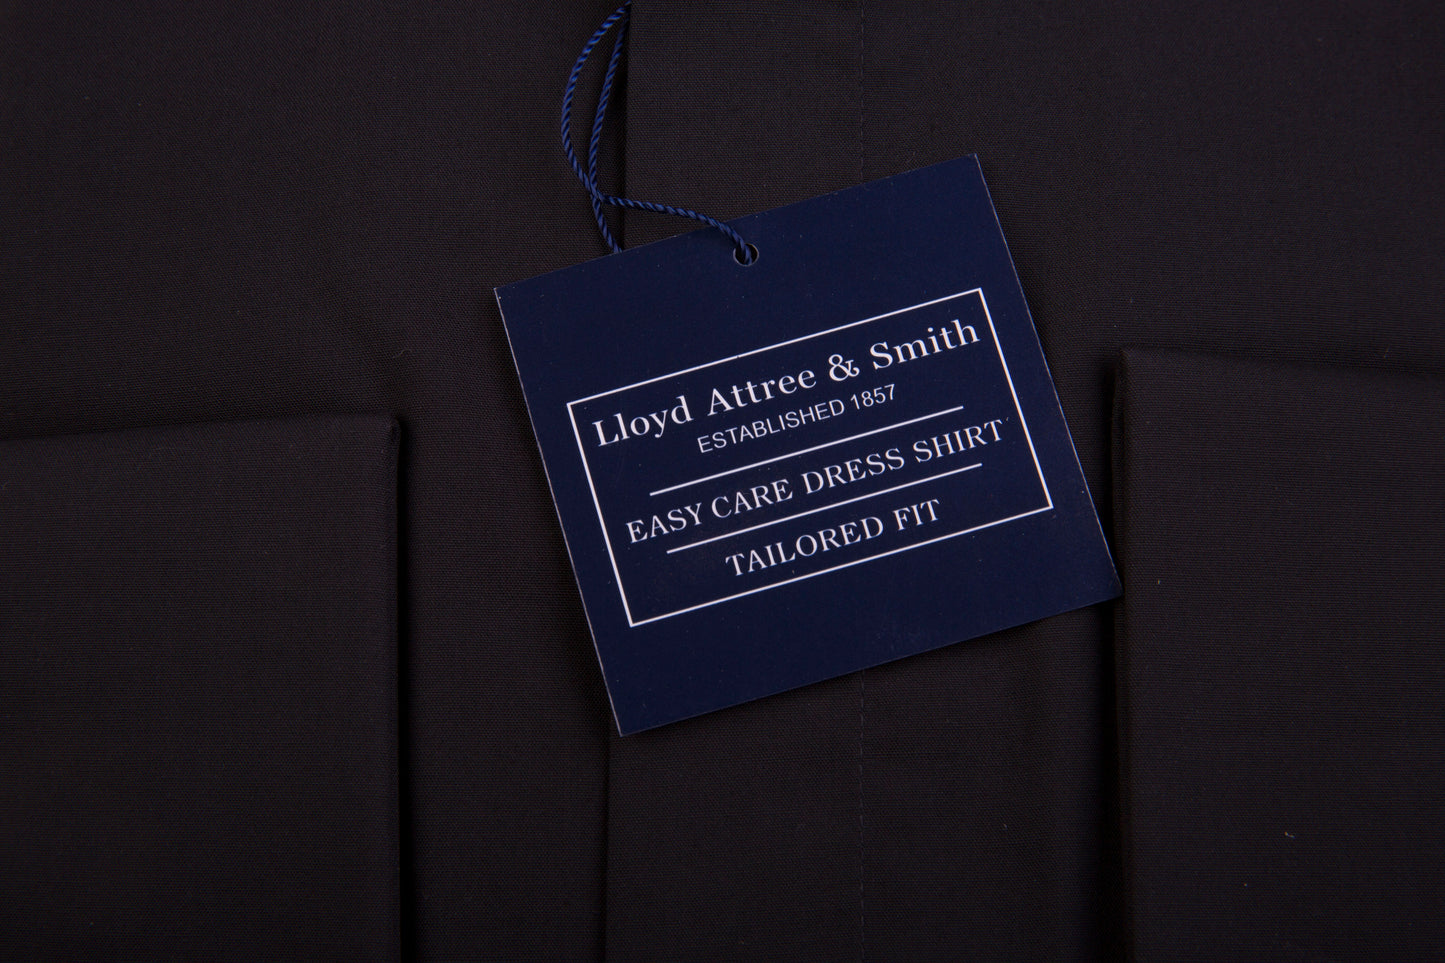 Lloyd Attree & Smith
ESTABLISHED 1857
EASY CARE DRESS SHIRT
TAILORED FIT